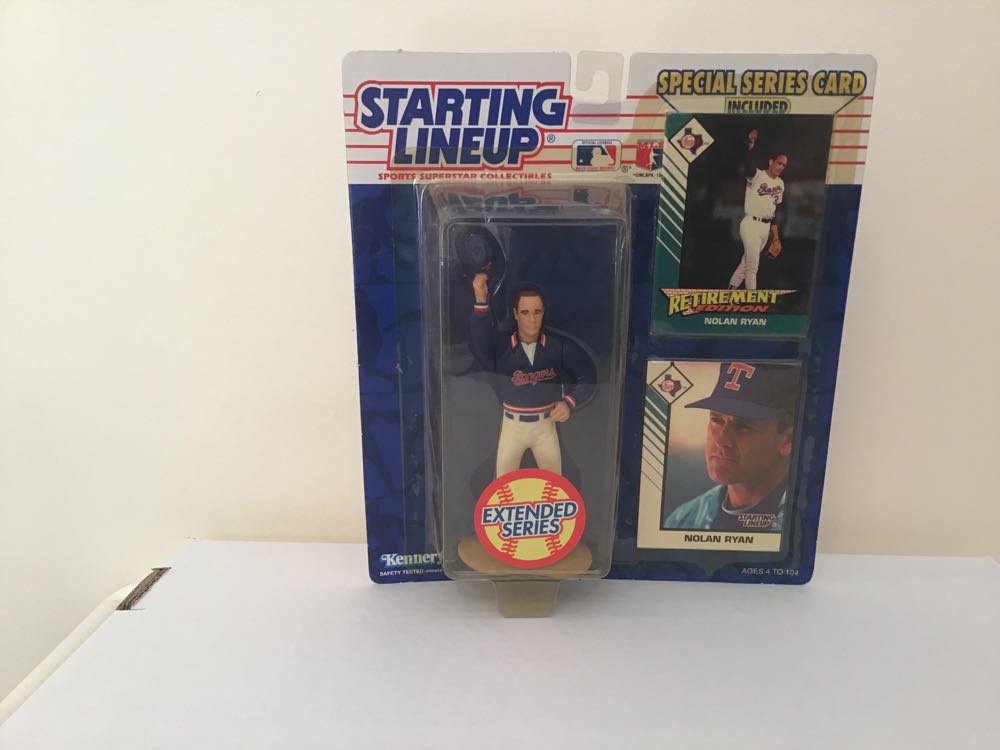 STARTING
LINEUP®
SPORTS SUPERSTAR COLLECTIBLES
SPECIAL SERIES CARD
INCLUDED
Rangers
RETIREMENT
EDITION
NOLAN RYAN
Rangers
T
STARTING
LINEUP
NOLAN RYAN
EXTENDED
SERIES
Kenner
SAFETY TESTED
AGES 4 TO 104